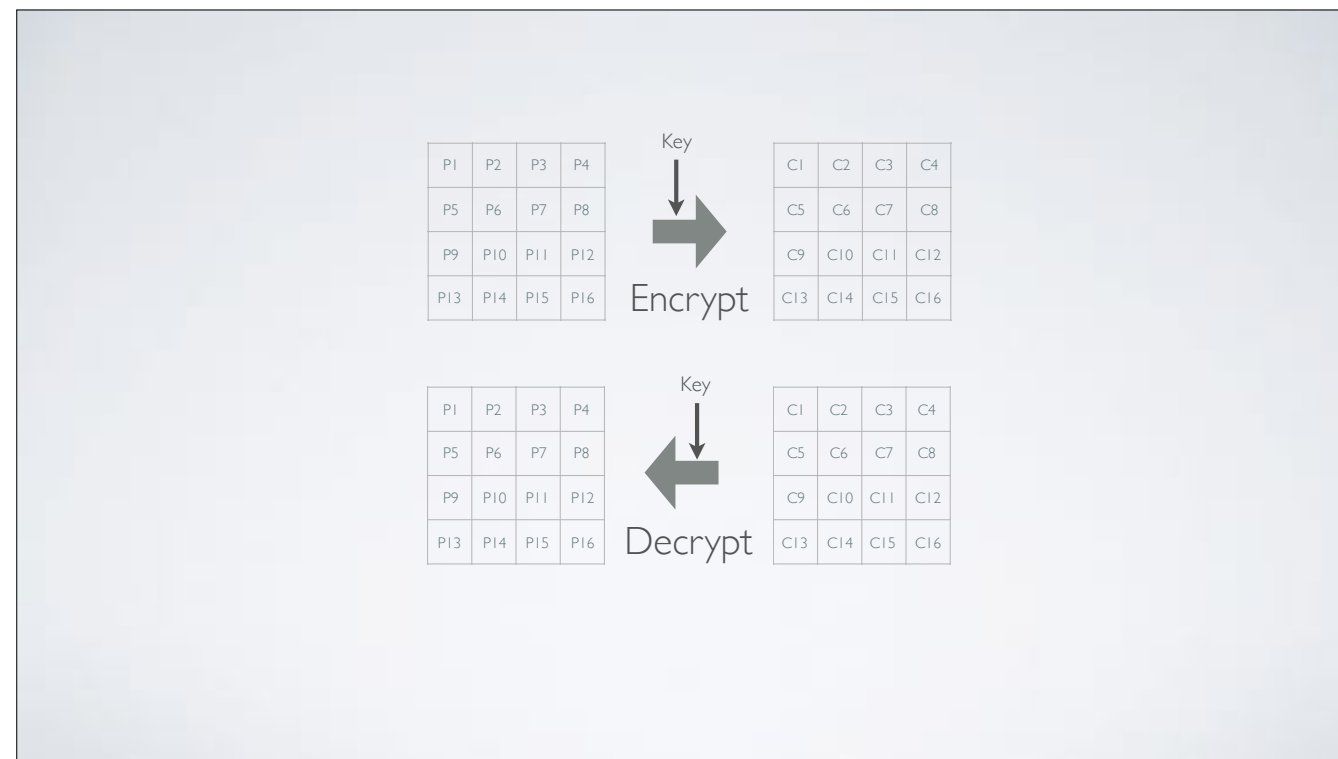 Key
P1 P2 P3 P4 C1 C2 C3 C4
P5 P6 P7 P8 C5 C6 C7 C8
P9 P10 P11 P12 C9 C10 C11 C12
P13 P14 P15 P16 Encrypt C13 C14 C15 C16
Key
P1 P2 P3 P4 C1 C2 C3 C4
P5 P6 P7 P8 C5 C6 C7 C8
P9 P10 P11 P12 C9 C10 C11 C12
P13 P14 P15 P16 Decrypt C13 C14 C15 C16